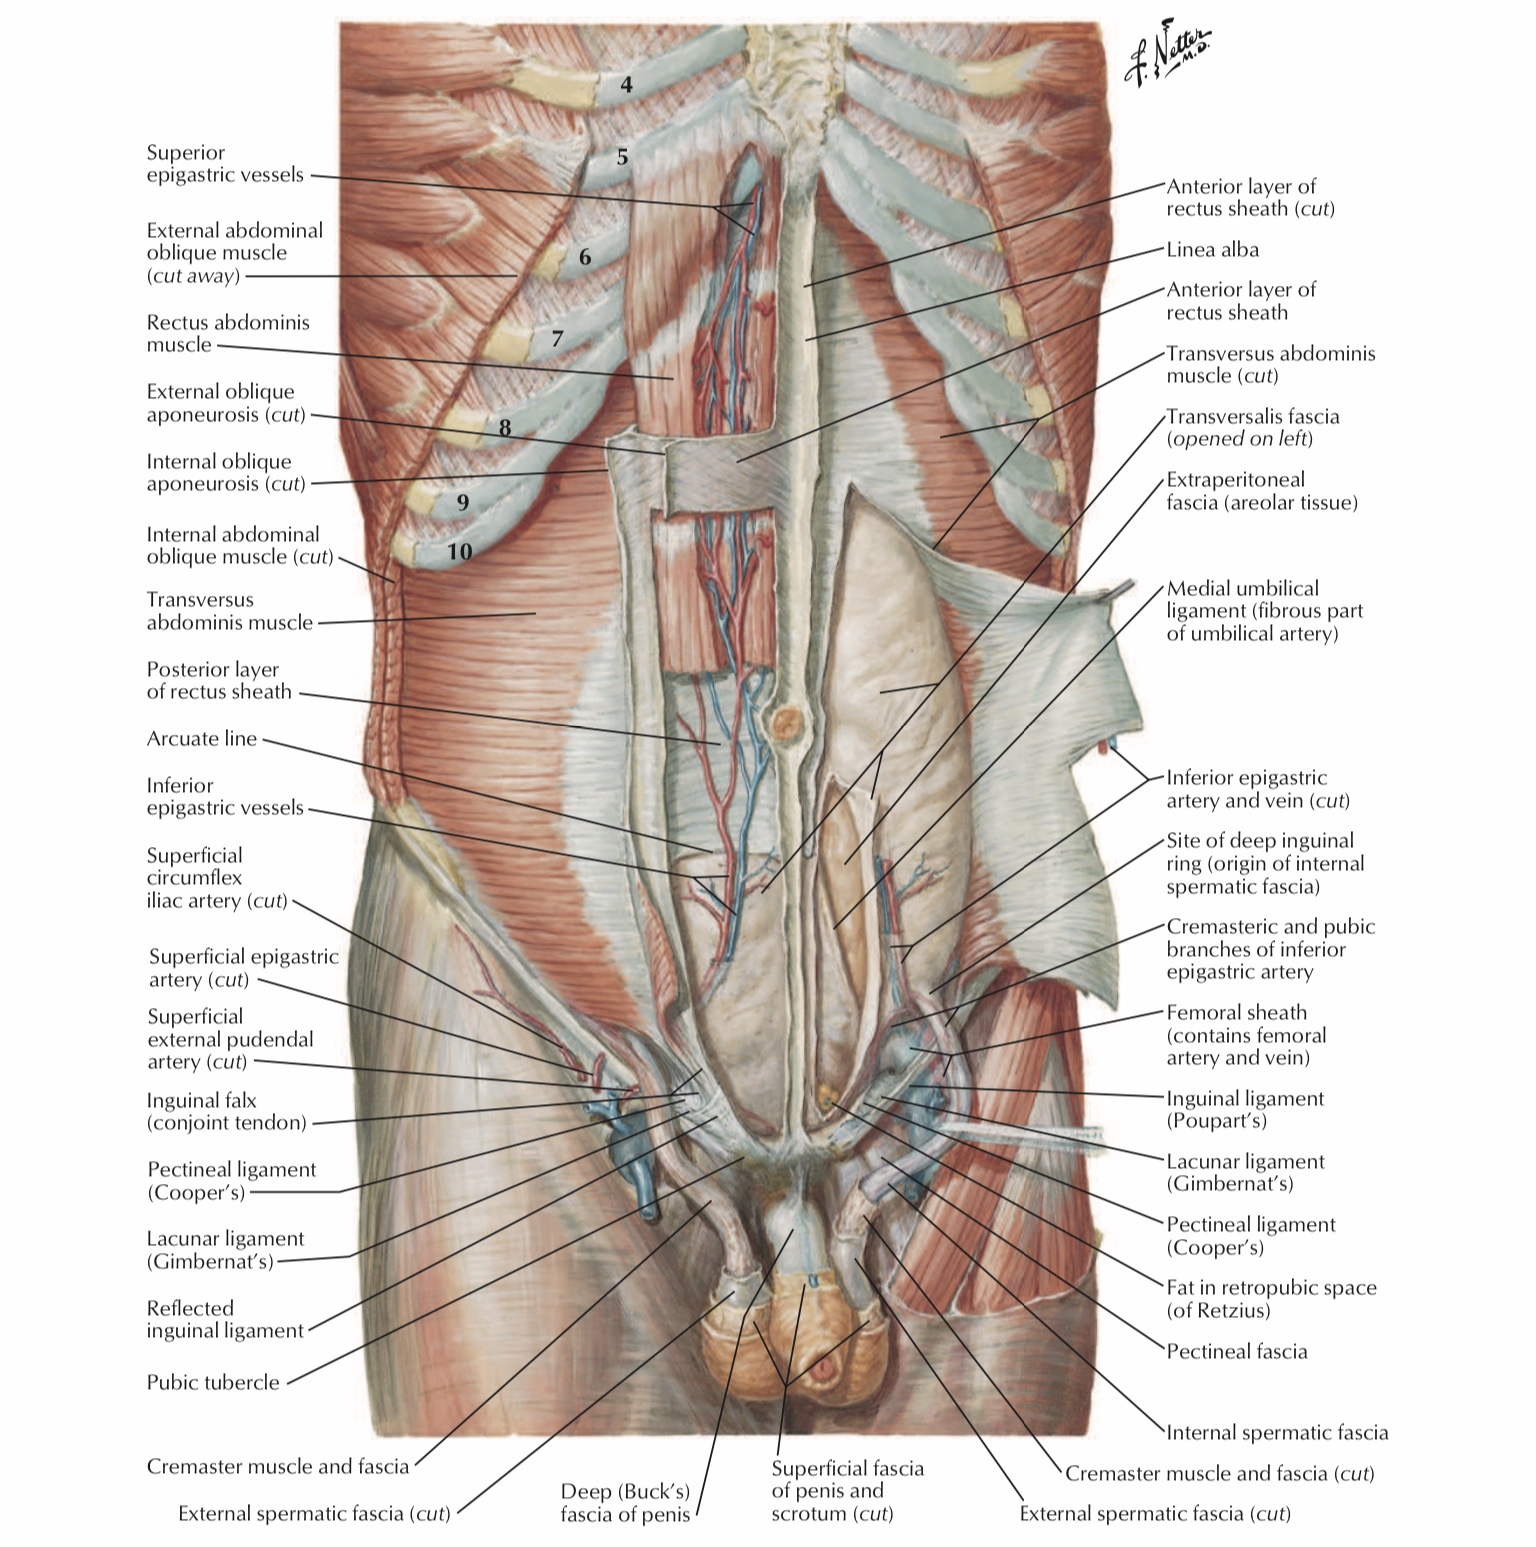 F. Netter
M.D.
4
5
6
7
8
9
10
Superior
epigastric vessels
External abdominal
oblique muscle
(cut away)
Rectus abdominis
muscle
External oblique
aponeurosis (cut)
Internal oblique
aponeurosis (cut)
Internal abdominal
oblique muscle (cut)
Transversus
abdominis muscle
Posterior layer
of rectus sheath
Arcuate line
Inferior
epigastric vessels
Superficial
circumflex
iliac artery (cut)
Superficial epigastric
artery (cut)
Superficial
external pudendal
artery (cut)
Inguinal falx
(conjoint tendon)
Pectineal ligament
(Cooper's)
Lacunar ligament
(Gimbernat's)
Reflected
inguinal ligament
Pubic tubercle
Cremaster muscle and fascia
External spermatic fascia (cut)
Deep (Buck's)
fascia of penis
Superficial fascia
of penis and
scrotum (cut)
Anterior layer of
rectus sheath (cut)
Linea alba
Anterior layer of
rectus sheath
Transversus abdominis
muscle (cut)
Transversalis fascia
(opened on left)
Extraperitoneal
fascia (areolar tissue)
Medial umbilical
ligament (fibrous part
of umbilical artery)
Inferior epigastric
artery and vein (cut)
Site of deep inguinal
ring (origin of internal
spermatic fascia)
Cremasteric and pubic
branches of inferior
epigastric artery
Femoral sheath
(contains femoral
artery and vein)
Inguinal ligament
(Poupart's)
Lacunar ligament
(Gimbernat's)
Pectineal ligament
(Cooper's)
Fat in retropubic space
(of Retzius)
Pectineal fascia
Internal spermatic fascia
Cremaster muscle and fascia (cut)
External spermatic fascia (cut)